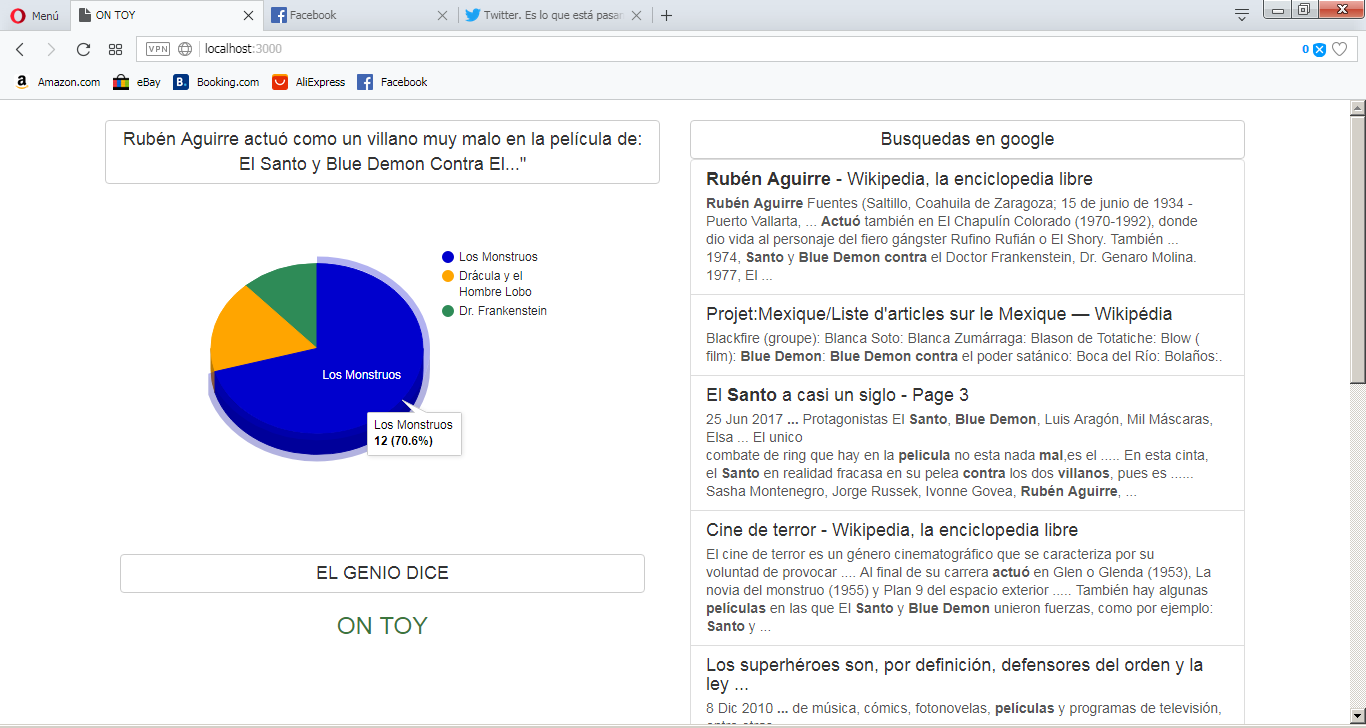 Menú
ON TOY
Facebook
Twitter. Es lo que está pasan
VPN
localhost:3000
0
Amazon.com
eBay
B.
Booking.com
AliExpress
Facebook
Rubén Aguirre actuó como un villano muy malo en la película de:
El Santo y Blue Demon Contra El..."
Los Monstruos
Drácula y el
Hombre Lobo
Dr. Frankenstein
Los Monstruos
Los Monstruos
12 (70.6%)
EL GENIO DICE
ON TOY
Busquedas en google
Rubén Aguirre - Wikipedia, la enciclopedia libre
Rubén Aguirre Fuentes (Saltillo, Coahuila de Zaragoza; 15 de junio de 1934 -
Puerto Vallarta, ... Actuó también en El Chapulín Colorado (1970-1992), donde
dio vida al personaje del fiero gángster Rufino Rufián o El Shory. También ...
1974, Santo y Blue Demon contra el Doctor Frankenstein, Dr. Genaro Molina.
1977, El ...
Projet:Mexique/Liste d'articles sur le Mexique — Wikipédia
Blackfire (groupe): Blanca Soto: Blanca Zumárraga: Blason de Totatiche: Blow (
film): Blue Demon: Blue Demon contra el poder satánico: Boca del Río: Bolaños:.
El Santo a casi un siglo - Page 3
25 Jun 2017 ... Protagonistas El Santo, Blue Demon, Luis Aragón, Mil Máscaras,
Elsa ... El unico
combate de ring que hay en la pelicula no esta nada mal,es el ..... En esta cinta,
el Santo en realidad fracasa en su pelea contra los dos villanos, pues es ......
Sasha Montenegro, Jorge Russek, Ivonne Govea, Rubén Aguirre, ...
Cine de terror - Wikipedia, la enciclopedia libre
El cine de terror es un género cinematográfico que se caracteriza por su
voluntad de provocar .... Al final de su carrera actuó en Glen o Glenda (1953), La
novia del monstruo (1955) y Plan 9 del espacio exterior ..... También hay algunas
películas en las que El Santo y Blue Demon unieron fuerzas, como por ejemplo:
Santo y ...
Los superhéroes son, por definición, defensores del orden y la
ley ...
8 Dic 2010 ... de música, cómics, fotonovelas, películas y programas de televisión,